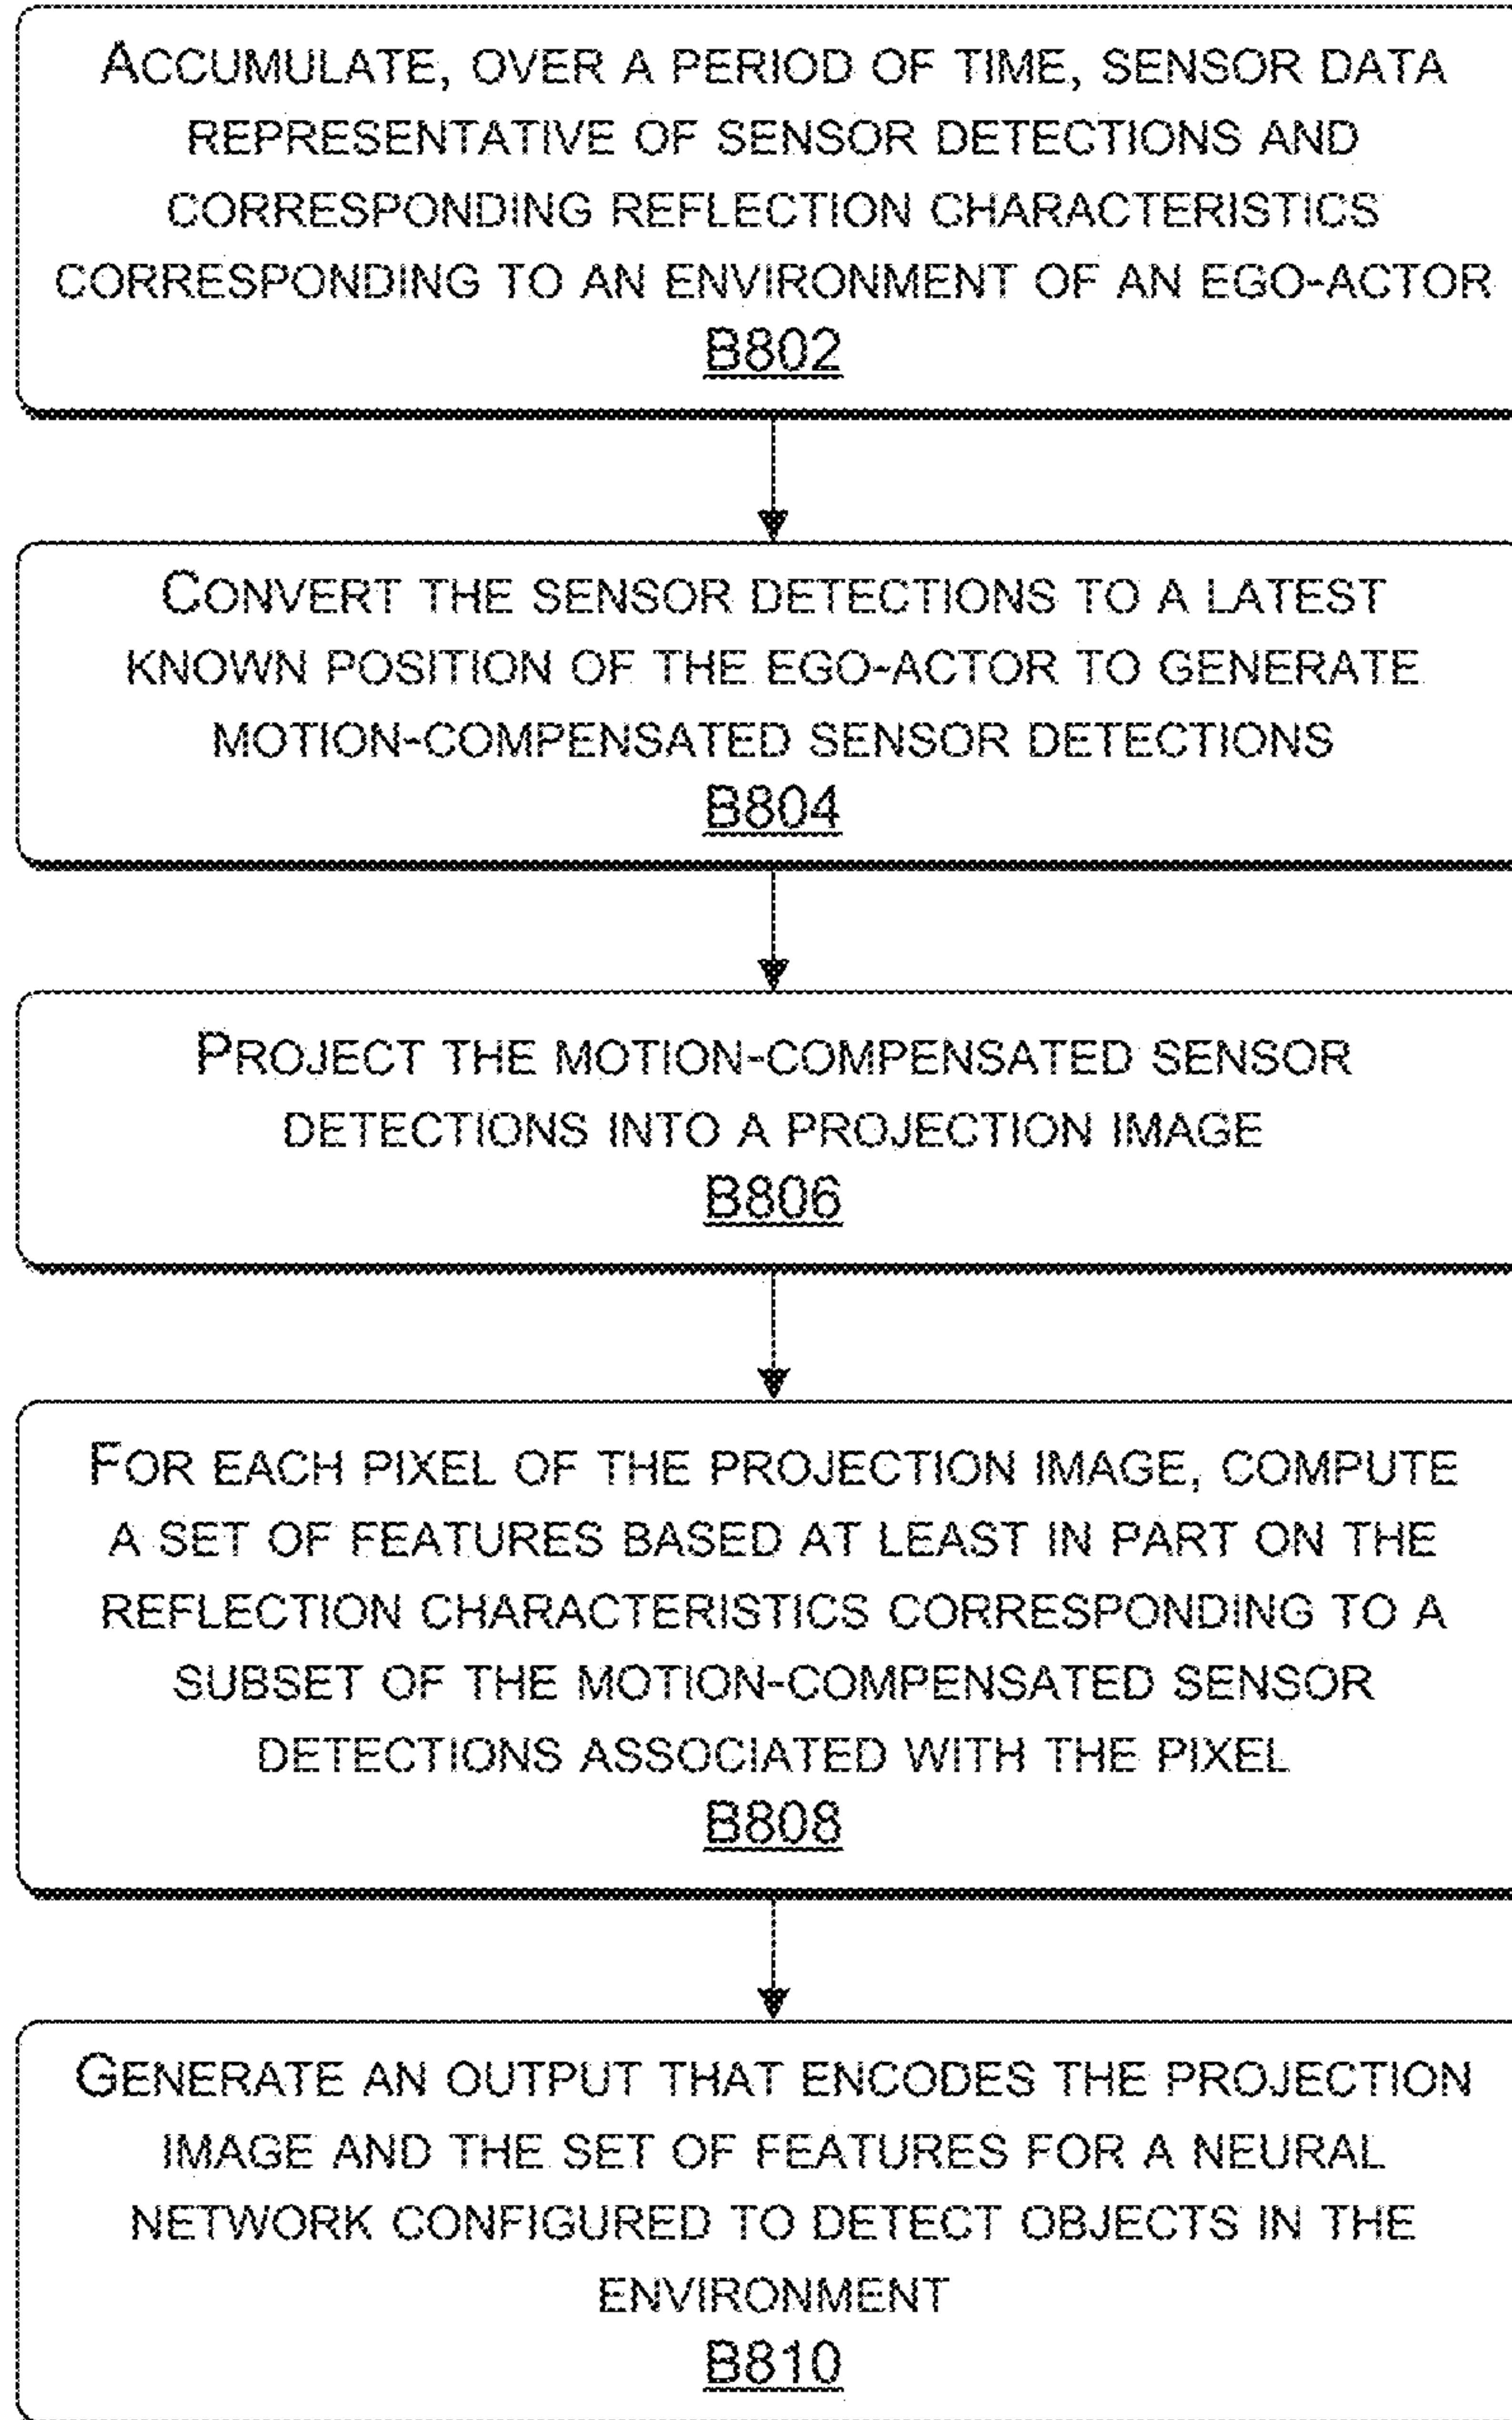 ACCUMULATE, OVER A PERIOD OF TIME, SENSOR DATA
REPRESENTATIVE OF SENSOR DETECTIONS AND
CORRESPONDING REFLECTION CHARACTERISTICS
CORRESPONDING TO AN ENVIRONMENT OF AN EGO-ACTOR
B802
CONVERT THE SENSOR DETECTIONS TO A LATEST
KNOWN POSITION OF THE EGO-ACTOR TO GENERATE
MOTION-COMPENSATED SENSOR DETECTIONS
B804
PROJECT THE MOTION-COMPENSATED SENSOR
DETECTIONS INTO A PROJECTION IMAGE
B806
FOR EACH PIXEL OF THE PROJECTION IMAGE, COMPUTE
A SET OF FEATURES BASED AT LEAST IN PART ON THE
REFLECTION CHARACTERISTICS CORRESPONDING TO A
SUBSET OF THE MOTION-COMPENSATED SENSOR
DETECTIONS ASSOCIATED WITH THE PIXEL
B808
GENERATE AN OUTPUT THAT ENCODES THE PROJECTION
IMAGE AND THE SET OF FEATURES FOR A NEURAL
NETWORK CONFIGURED TO DETECT OBJECTS IN THE
ENVIRONMENT
B810